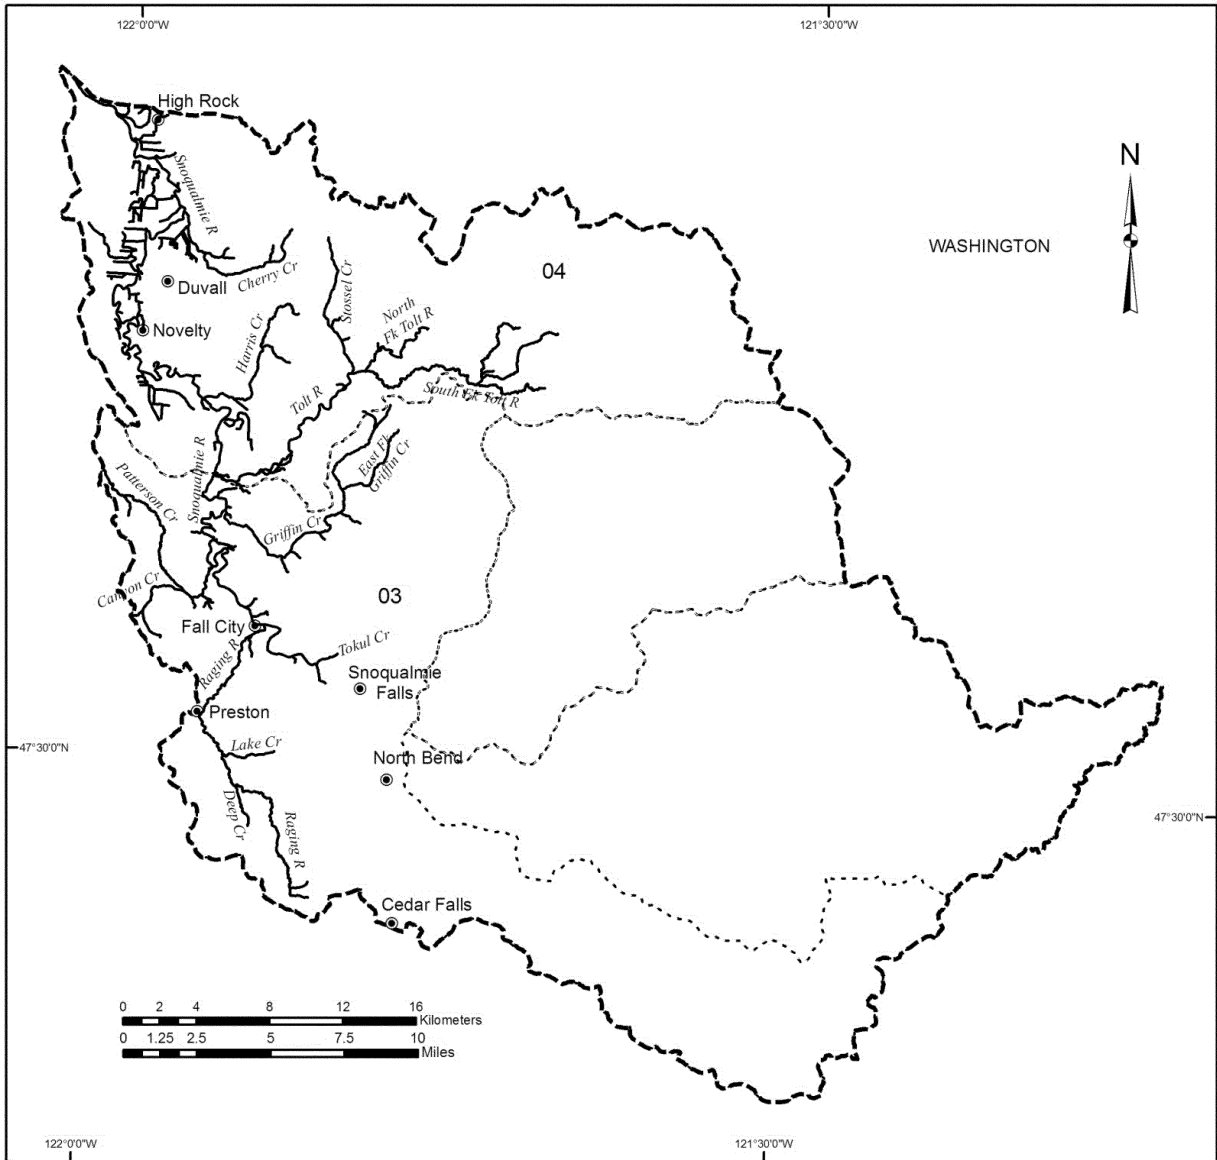 122°0'0"W
121°30'0"W
High Rock
N
Snoqualmie R
WASHINGTON
Cherry Cr
04
Duvall
Stossel Cr
North
Fk Tolt R
Novelty
Harris Cr
Tolt R
South Fk Tolt R
Snoqualmie R
East Fk
Griffin Cr
Patterson Cr
Griffin Cr
Canyon Cr
03
Fall City
Tokul Cr
Raging R
Snoqualmie
Falls
Preston
Lake Cr
47°30'0"N
North Bend
Deep Cr
Raging R
47°30'0"N
Cedar Falls
0 2 4 8 12 16
Kilometers
0 1.25 2.5 5 7.5 10
Miles
122°0'0"W
121°30'0"W